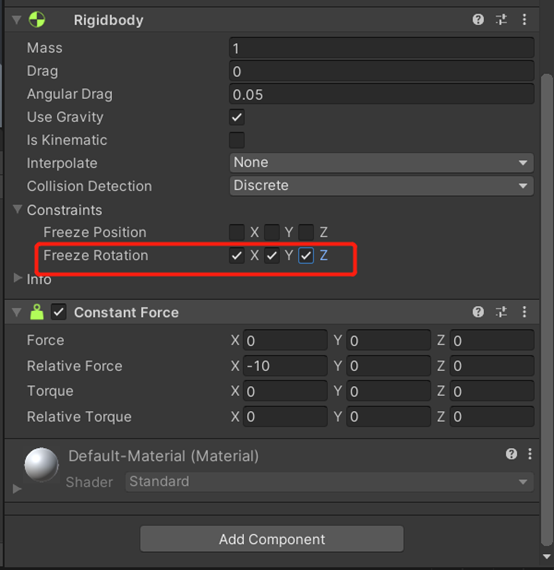 Rigidbody
Mass 1
Drag 0
Angular Drag 0.05
Use Gravity
Is Kinematic
Interpolate None
Collision Detection Discrete
Constraints
Freeze Position X Y Z
Freeze Rotation X Y Z
Info
Constant Force
Force X 0 Y 0 Z 0
Relative Force X -10 Y 0 Z 0
Torque X 0 Y 0 Z 0
Relative Torque X 0 Y 0 Z 0
Default-Material (Material)
Shader Standard
Add Component